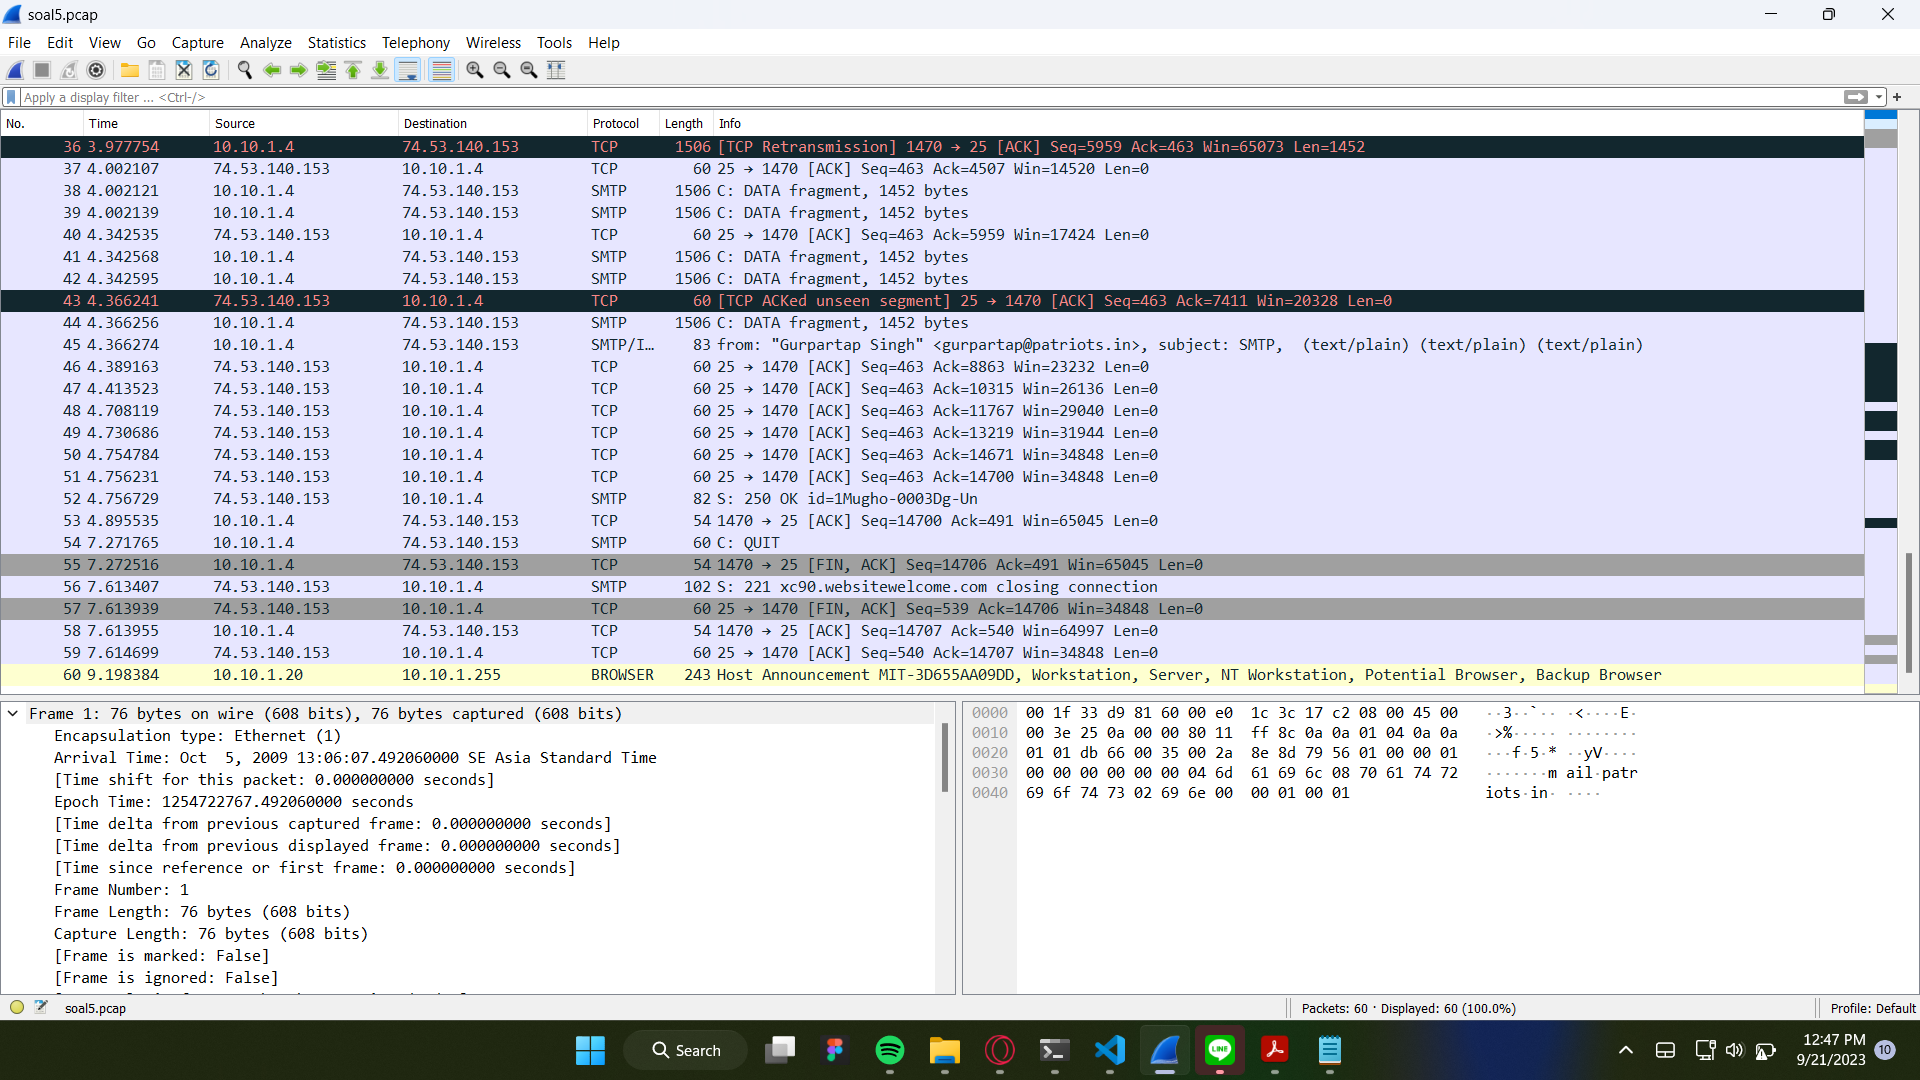 soal5.pcap
File Edit View Go Capture Analyze Statistics Telephony Wireless Tools Help
Apply a display filter ... <Ctrl-/>
No. Time Source Destination Protocol Length Info
36 3.977754 10.10.1.4 74.53.140.153 TCP 1506 [TCP Retransmission] 1470 → 25 [ACK] Seq=5959 Ack=463 Win=65073 Len=1452
37 4.002107 74.53.140.153 10.10.1.4 TCP 60 25 → 1470 [ACK] Seq=463 Ack=4507 Win=14520 Len=0
38 4.002121 10.10.1.4 74.53.140.153 SMTP 1506 C: DATA fragment, 1452 bytes
39 4.002139 10.10.1.4 74.53.140.153 SMTP 1506 C: DATA fragment, 1452 bytes
40 4.342535 74.53.140.153 10.10.1.4 TCP 60 25 → 1470 [ACK] Seq=463 Ack=5959 Win=17424 Len=0
41 4.342568 10.10.1.4 74.53.140.153 SMTP 1506 C: DATA fragment, 1452 bytes
42 4.342595 10.10.1.4 74.53.140.153 SMTP 1506 C: DATA fragment, 1452 bytes
43 4.366241 74.53.140.153 10.10.1.4 TCP 60 [TCP ACKed unseen segment] 25 → 1470 [ACK] Seq=463 Ack=7411 Win=20328 Len=0
44 4.366256 10.10.1.4 74.53.140.153 SMTP 1506 C: DATA fragment, 1452 bytes
45 4.366274 10.10.1.4 74.53.140.153 SMTP/I... 83 from: "Gurpartap Singh" <gurpartap@patriots.in>, subject: SMTP,  (text/plain) (text/plain) (text/plain)
46 4.389163 74.53.140.153 10.10.1.4 TCP 60 25 → 1470 [ACK] Seq=463 Ack=8863 Win=23232 Len=0
47 4.413523 74.53.140.153 10.10.1.4 TCP 60 25 → 1470 [ACK] Seq=463 Ack=10315 Win=26136 Len=0
48 4.708119 74.53.140.153 10.10.1.4 TCP 60 25 → 1470 [ACK] Seq=463 Ack=11767 Win=29040 Len=0
49 4.730686 74.53.140.153 10.10.1.4 TCP 60 25 → 1470 [ACK] Seq=463 Ack=13219 Win=31944 Len=0
50 4.754784 74.53.140.153 10.10.1.4 TCP 60 25 → 1470 [ACK] Seq=463 Ack=14671 Win=34848 Len=0
51 4.756231 74.53.140.153 10.10.1.4 TCP 60 25 → 1470 [ACK] Seq=463 Ack=14700 Win=34848 Len=0
52 4.756729 74.53.140.153 10.10.1.4 SMTP 82 S: 250 OK id=1Mugho-0003Dg-Un
53 4.895535 10.10.1.4 74.53.140.153 TCP 54 1470 → 25 [ACK] Seq=14700 Ack=491 Win=65045 Len=0
54 7.271765 10.10.1.4 74.53.140.153 SMTP 60 C: QUIT
55 7.272516 10.10.1.4 74.53.140.153 TCP 54 1470 → 25 [FIN, ACK] Seq=14706 Ack=491 Win=65045 Len=0
56 7.613407 74.53.140.153 10.10.1.4 SMTP 102 S: 221 xc90.websitewelcome.com closing connection
57 7.613939 74.53.140.153 10.10.1.4 TCP 60 25 → 1470 [FIN, ACK] Seq=539 Ack=14706 Win=34848 Len=0
58 7.613955 10.10.1.4 74.53.140.153 TCP 54 1470 → 25 [ACK] Seq=14707 Ack=540 Win=64997 Len=0
59 7.614699 74.53.140.153 10.10.1.4 TCP 60 25 → 1470 [ACK] Seq=540 Ack=14707 Win=34848 Len=0
60 9.198384 10.10.1.20 10.10.1.255 BROWSER 243 Host Announcement MIT-3D655AA09DD, Workstation, Server, NT Workstation, Potential Browser, Backup Browser
Frame 1: 76 bytes on wire (608 bits), 76 bytes captured (608 bits)
Encapsulation type: Ethernet (1)
Arrival Time: Oct  5, 2009 13:06:07.492060000 SE Asia Standard Time
[Time shift for this packet: 0.000000000 seconds]
Epoch Time: 1254722767.492060000 seconds
[Time delta from previous captured frame: 0.000000000 seconds]
[Time delta from previous displayed frame: 0.000000000 seconds]
[Time since reference or first frame: 0.000000000 seconds]
Frame Number: 1
Frame Length: 76 bytes (608 bits)
Capture Length: 76 bytes (608 bits)
[Frame is marked: False]
[Frame is ignored: False]
0000 00 1f 33 d9 81 60 00 e0 1c 3c 17 c2 08 00 45 00 ··3··`·· ·<····E·
0010 00 3e 25 0a 00 00 80 11 ff 8c 0a 0a 01 04 0a 0a ·>%····· ········
0020 01 01 db 66 00 35 00 2a 8e 8d 79 56 01 00 00 01 ···f·5·* ··yV····
0030 00 00 00 00 00 00 04 6d 61 69 6c 08 70 61 74 72 ·······m ail·patr
0040 69 6f 74 73 02 69 6e 00 00 01 00 01 iots·in· ····
soal5.pcap
Packets: 60 · Displayed: 60 (100.0%)
Profile: Default
Search
LINE
12:47 PM
9/21/2023
10